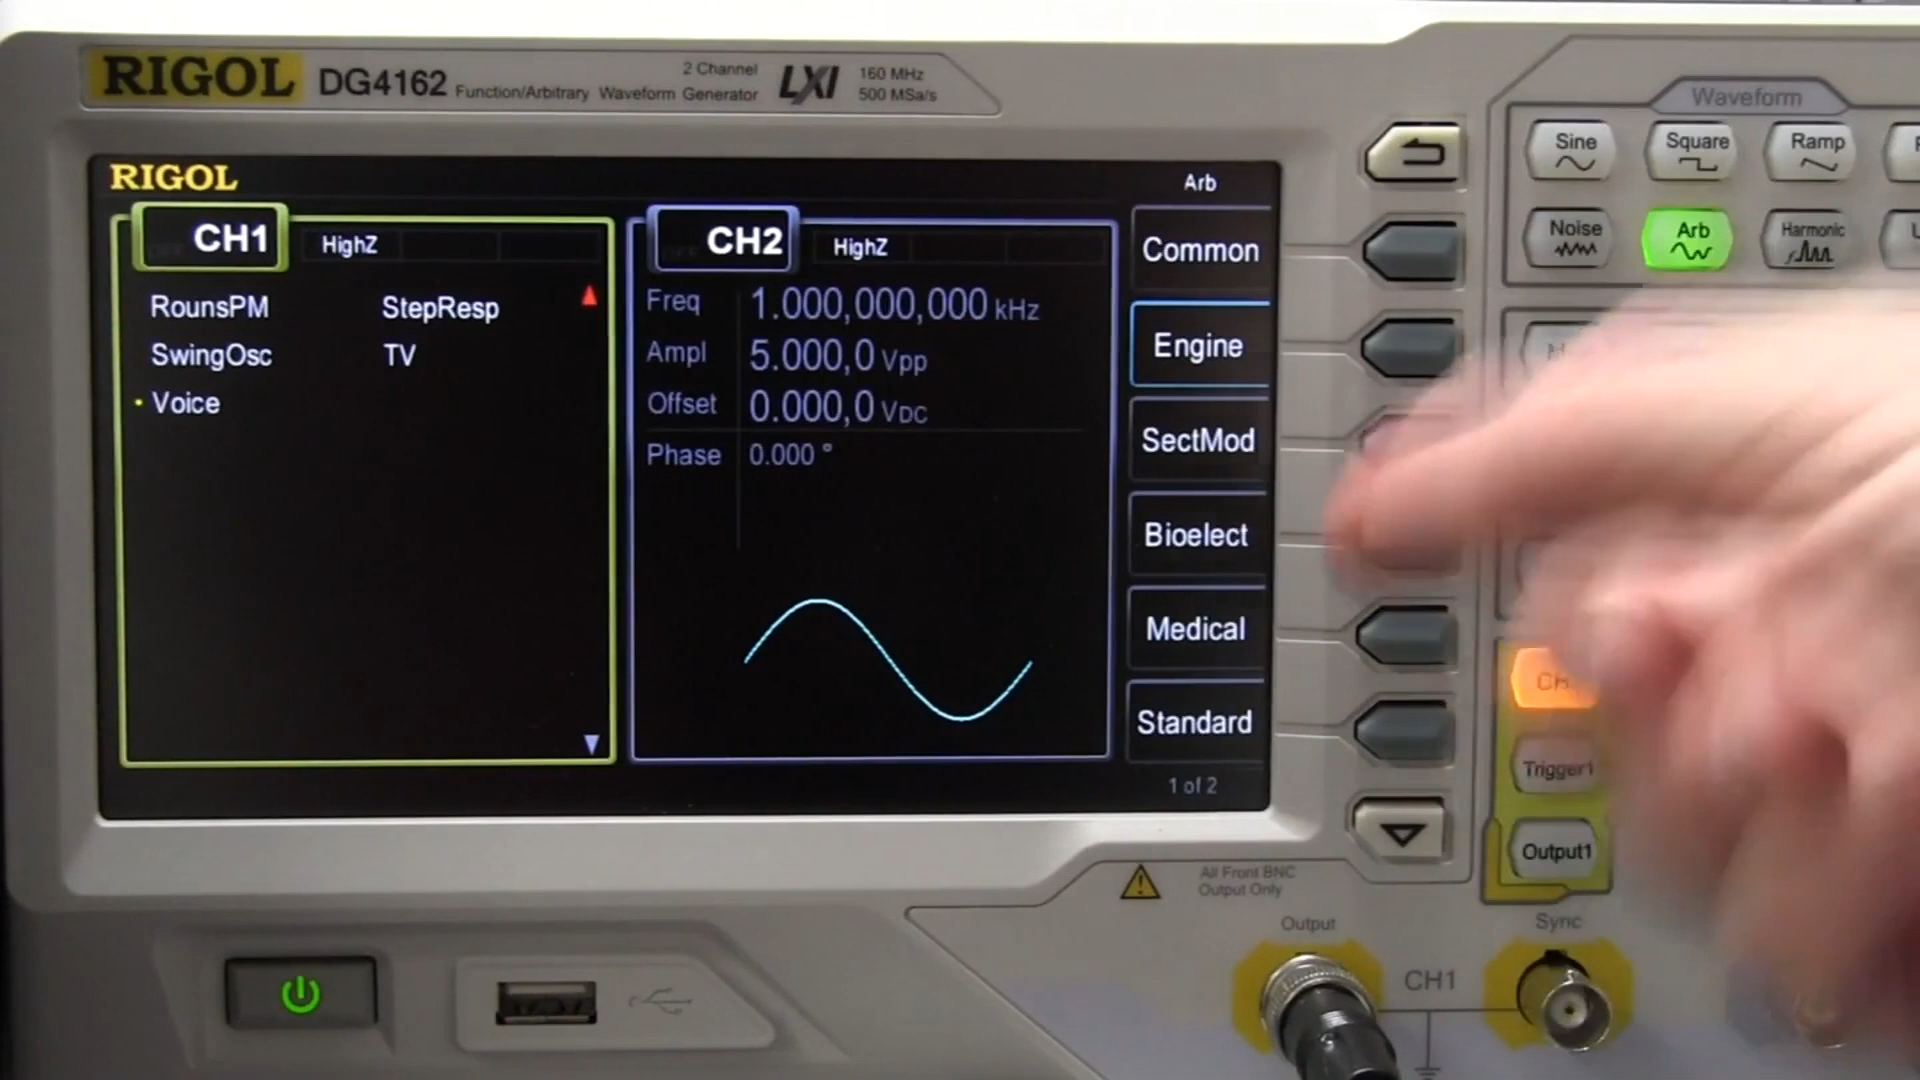 RIGOL DG4162 Function/Arbitrary Waveform Generator
2 Channel
LXI
160 MHz
500 MSa/s
RIGOL
Arb
CH1
HighZ
RounsPM
StepResp
SwingOsc
TV
Voice
CH2
HighZ
Freq 1.000,000,000 kHz
Ampl 5.000,0 Vpp
Offset 0.000,0 VDC
Phase 0.000 °
Common
Engine
SectMod
Bioelect
Medical
Standard
1 of 2
Waveform
Sine
Square
Ramp
Noise
Arb
Harmonic
Trigger1
Output1
All Front BNC
Output Only
Output
CH1
Sync